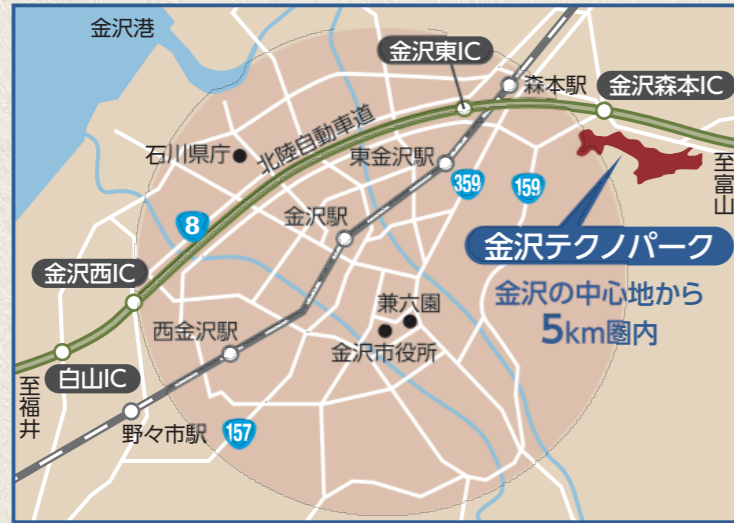 金沢港
金沢東IC
森本駅
金沢森本IC
北陸自動車道
石川県庁
東金沢駅
359
159
至富山
8
金沢駅
金沢テクノパーク
金沢の中心地から
5km圏内
金沢西IC
兼六園
西金沢駅
金沢市役所
白山IC
至福井
野々市駅
157